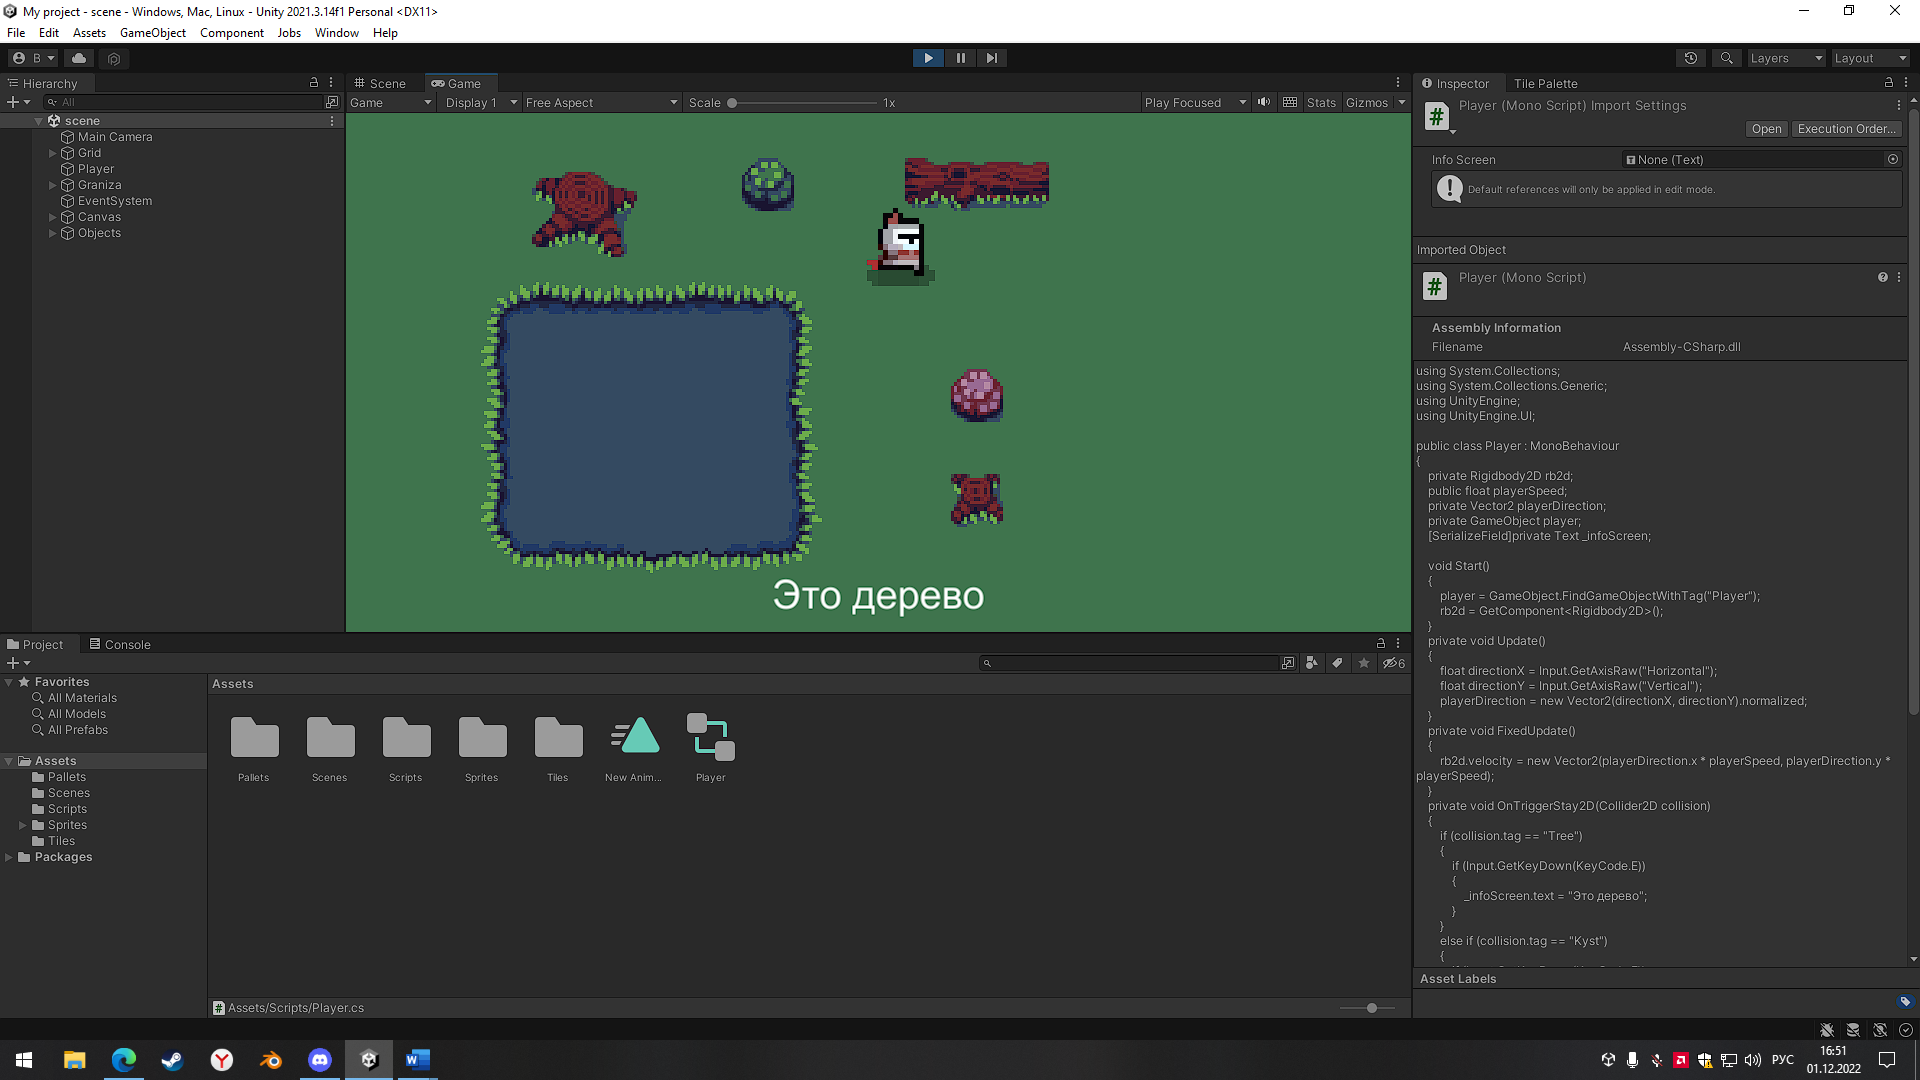 My project - scene - Windows, Mac, Linux - Unity 2021.3.14f1 Personal <DX11>
File Edit Assets GameObject Component Jobs Window Help
B
Layers Layout
Hierarchy
All
scene
Main Camera
Grid
Player
Graniza
EventSystem
Canvas
Objects
Scene Game
Game Display 1 Free Aspect Scale 1x Play Focused Stats Gizmos
Это дерево
Inspector Tile Palette
Player (Mono Script) Import Settings
Open Execution Order...
Info Screen None (Text)
Default references will only be applied in edit mode.
Imported Object
Player (Mono Script)
Assembly Information
Filename Assembly-CSharp.dll
using System.Collections;
using System.Collections.Generic;
using UnityEngine;
using UnityEngine.UI;
public class Player : MonoBehaviour
{
private Rigidbody2D rb2d;
public float playerSpeed;
private Vector2 playerDirection;
private GameObject player;
[SerializeField]private Text _infoScreen;
void Start()
{
player = GameObject.FindGameObjectWithTag("Player");
rb2d = GetComponent<Rigidbody2D>();
}
private void Update()
{
float directionX = Input.GetAxisRaw("Horizontal");
float directionY = Input.GetAxisRaw("Vertical");
playerDirection = new Vector2(directionX, directionY).normalized;
}
private void FixedUpdate()
{
rb2d.velocity = new Vector2(playerDirection.x * playerSpeed, playerDirection.y *
playerSpeed);
}
private void OnTriggerStay2D(Collider2D collision)
{
if (collision.tag == "Tree")
{
if (Input.GetKeyDown(KeyCode.E))
{
_infoScreen.text = "Это дерево";
}
}
else if (collision.tag == "Kyst")
{
Asset Labels
Project Console
6
Favorites
All Materials
All Models
All Prefabs
Assets
Pallets
Scenes
Scripts
Sprites
Tiles
Packages
Assets
Pallets Scenes Scripts Sprites Tiles New Anim... Player
Assets/Scripts/Player.cs
РУС
16:51
01.12.2022